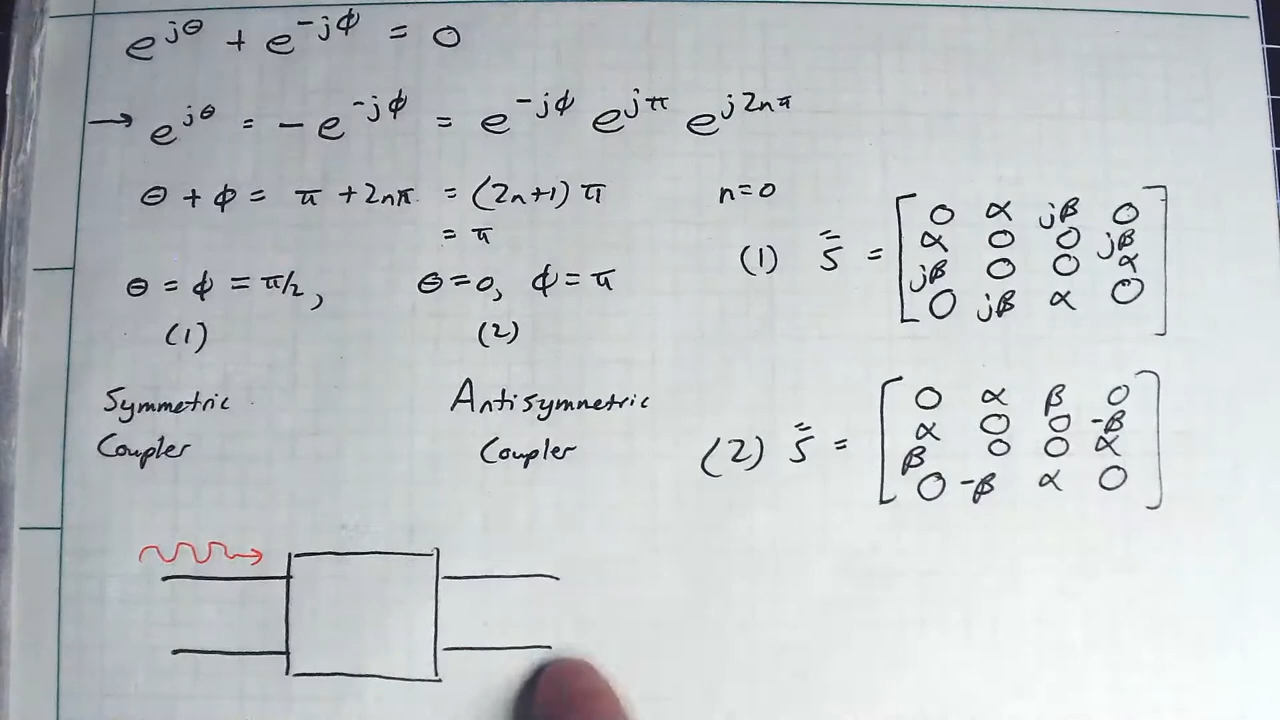 e^{jθ} + e^{-jϕ} = 0
→ e^{jθ} = -e^{-jϕ} = e^{-jϕ} e^{jπ} e^{j2nπ}
θ + ϕ = π + 2nπ = (2n+1) π n=0
= π
θ = ϕ = π/2, θ=0, ϕ=π
(1) (2)
Symmetric Antisymmetric
Coupler Coupler
(1) S̿ =
0 α jβ 0
α 0 0 jβ
jβ 0 0 α
0 jβ α 0
(2) S̿ =
0 α β 0
α 0 0 -β
β 0 0 α
0 -β α 0